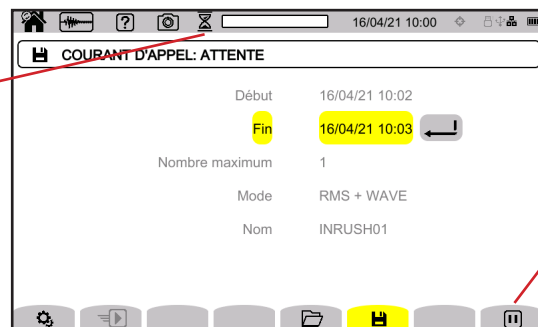 16/04/21 10:00
COURANT D'APPEL: ATTENTE
Début 16/04/21 10:02
Fin 16/04/21 10:03
Nombre maximum 1
Mode RMS + WAVE
Nom INRUSH01